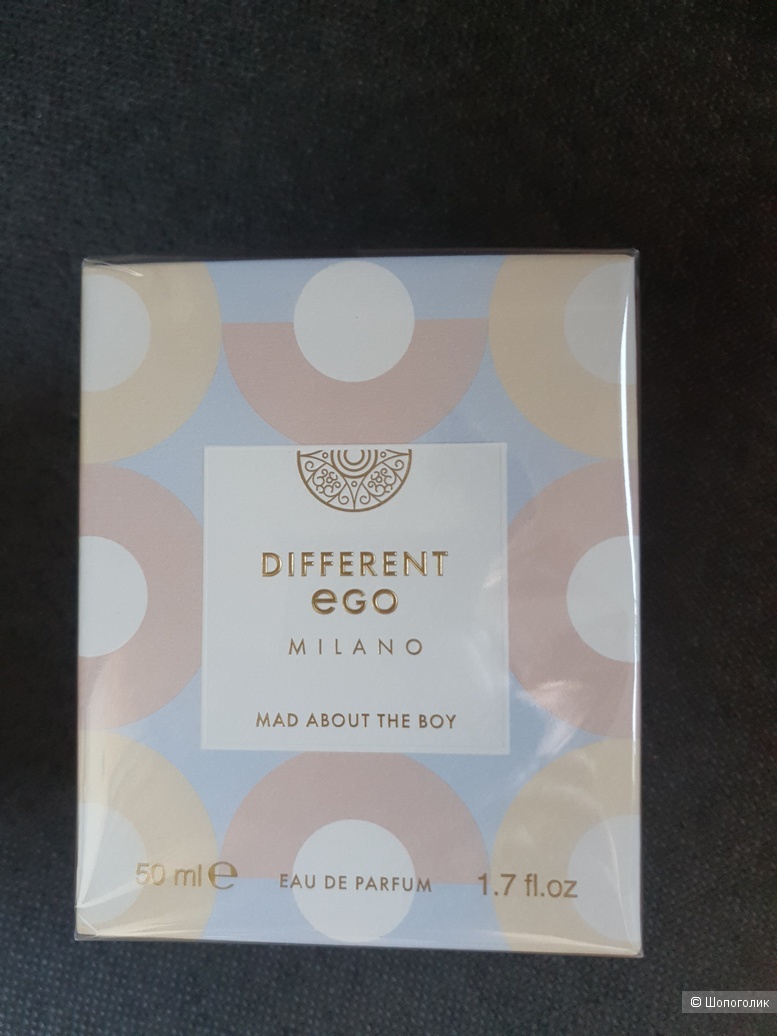 DIFFERENT
eGO
MILANO
MAD ABOUT THE BOY
50 ml ℮ EAU DE PARFUM 1.7 fl.oz
© Шопоголик